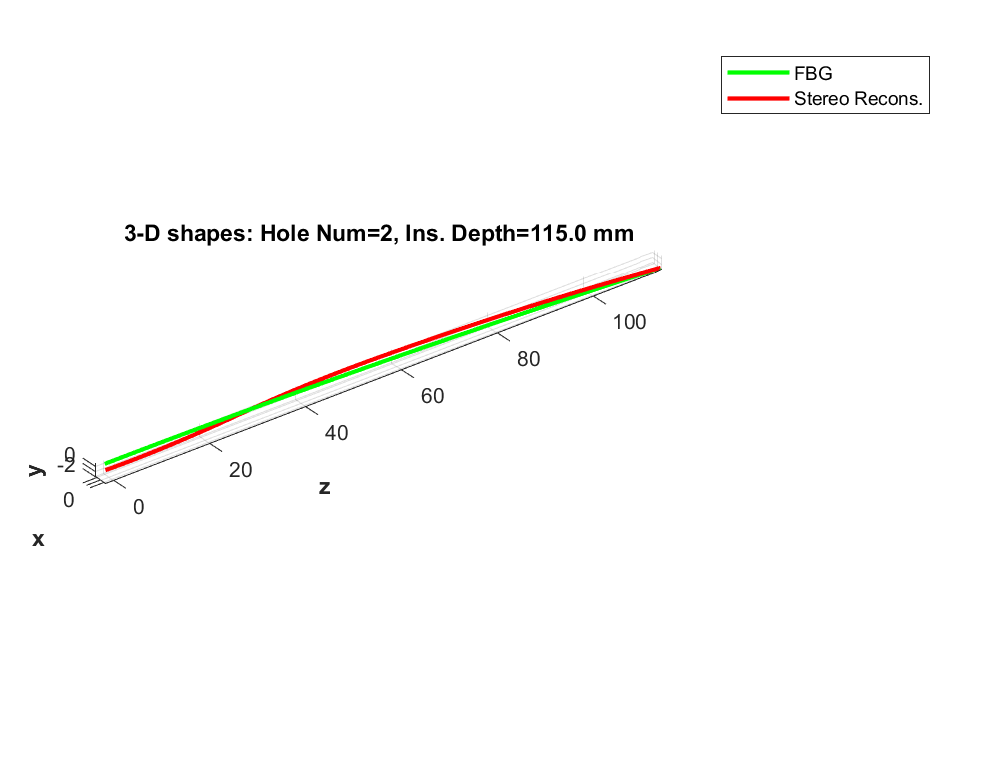 FBG
Stereo Recons.
3-D shapes: Hole Num=2, Ins. Depth=115.0 mm
100
80
60
40
20
0
z
0
-2
y
0
x